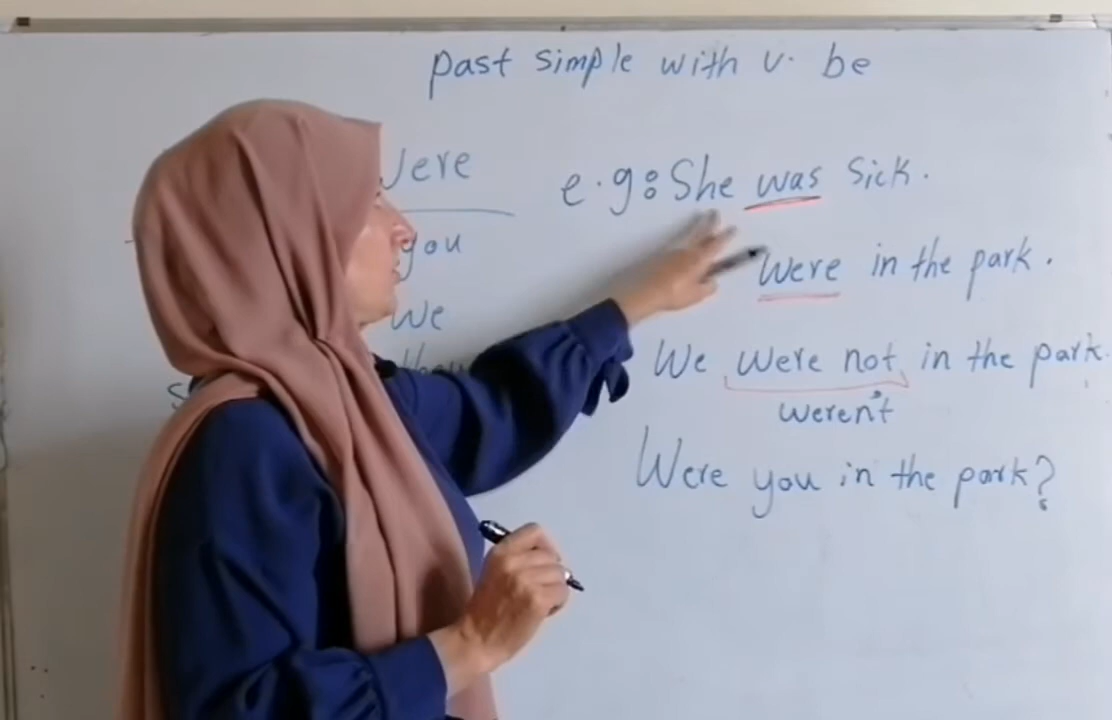 past simple with v. be
e.g: She was sick.
you
were in the park.
We
We were not in the park.
weren't
Were you in the park?